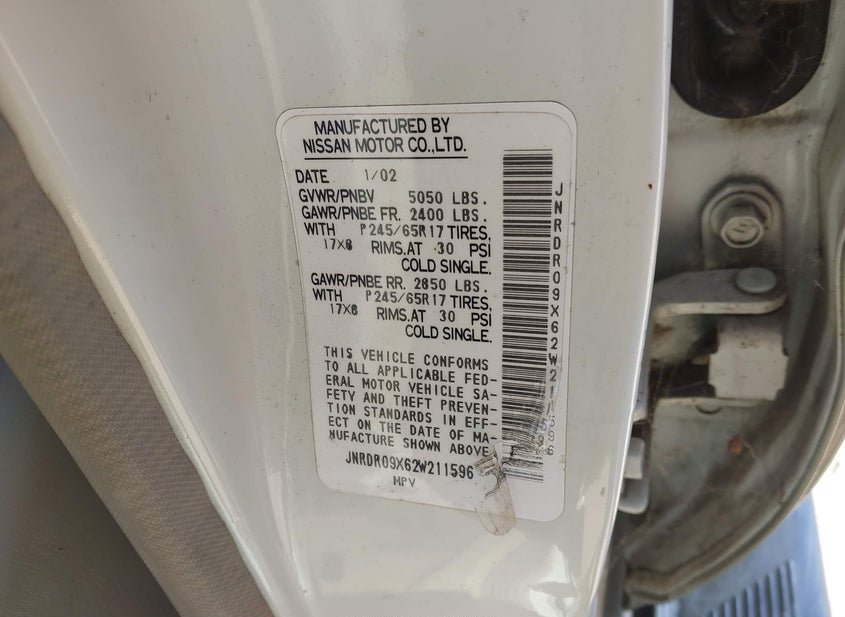 MANUFACTURED BY
NISSAN MOTOR CO.,LTD.
DATE 1/02
GVWR/PNBV 5050 LBS.
GAWR/PNBE FR. 2400 LBS.
WITH P245/65R17 TIRES,
17X8 RIMS.AT 30 PSI
COLD SINGLE.
GAWR/PNBE RR. 2850 LBS.
WITH P245/65R17 TIRES,
17X8 RIMS.AT 30 PSI
COLD SINGLE.
THIS VEHICLE CONFORMS
TO ALL APPLICABLE FED-
ERAL MOTOR VEHICLE SA-
FETY AND THEFT PREVEN-
TION STANDARDS IN EFF-
ECT ON THE DATE OF MA-
NUFACTURE SHOWN ABOVE
JNRDR09X62W211596
MPV
JNRDR09X62W211596